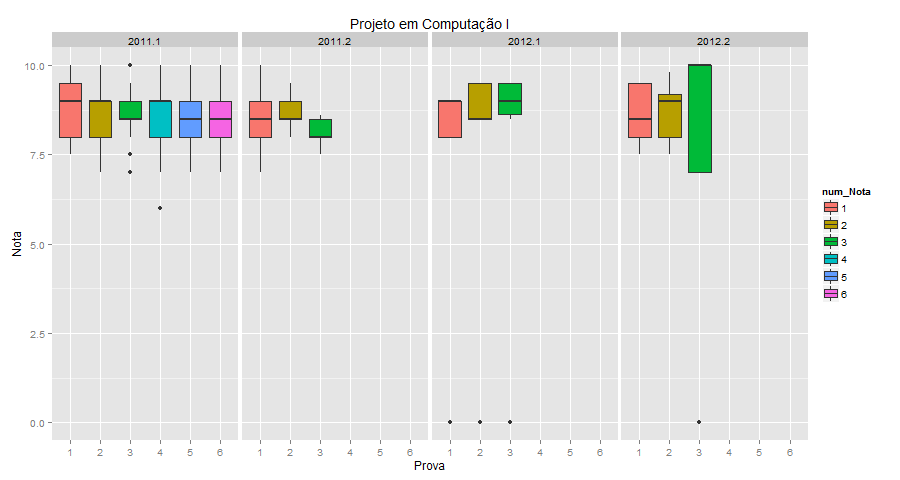 Projeto em Computação I
2011.1 2011.2 2012.1 2012.2
10.0
7.5
5.0
2.5
0.0
Nota
1 2 3 4 5 6 1 2 3 4 5 6 1 2 3 4 5 6 1 2 3 4 5 6
Prova
num_Nota
1
2
3
4
5
6